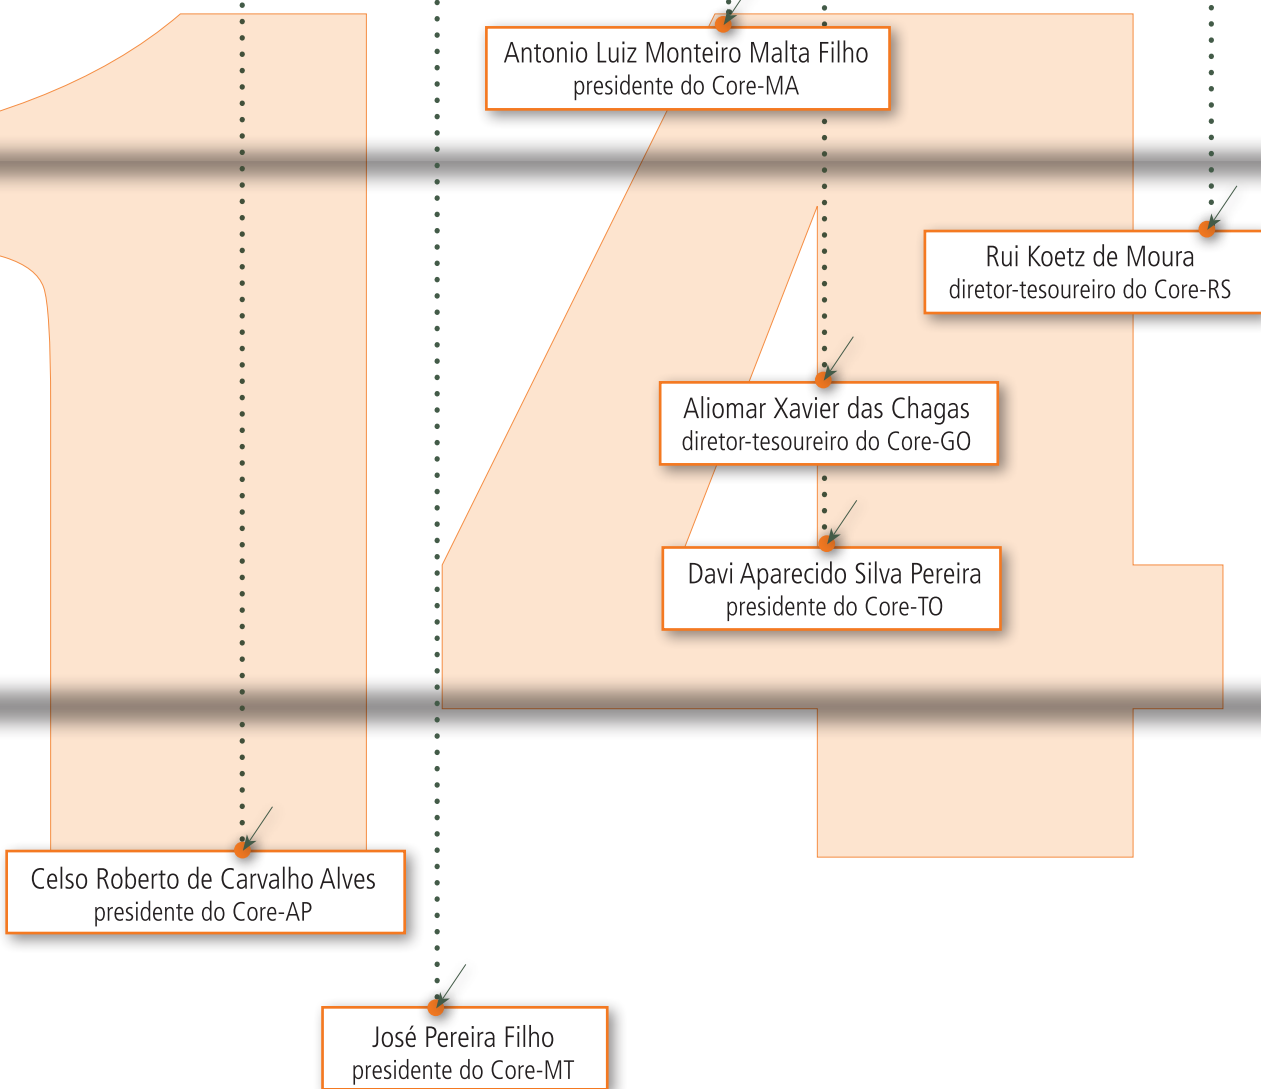 Antonio Luiz Monteiro Malta Filho
presidente do Core-MA
Rui Koetz de Moura
diretor-tesoureiro do Core-RS
Aliomar Xavier das Chagas
diretor-tesoureiro do Core-GO
Davi Aparecido Silva Pereira
presidente do Core-TO
Celso Roberto de Carvalho Alves
presidente do Core-AP
José Pereira Filho
presidente do Core-MT
14